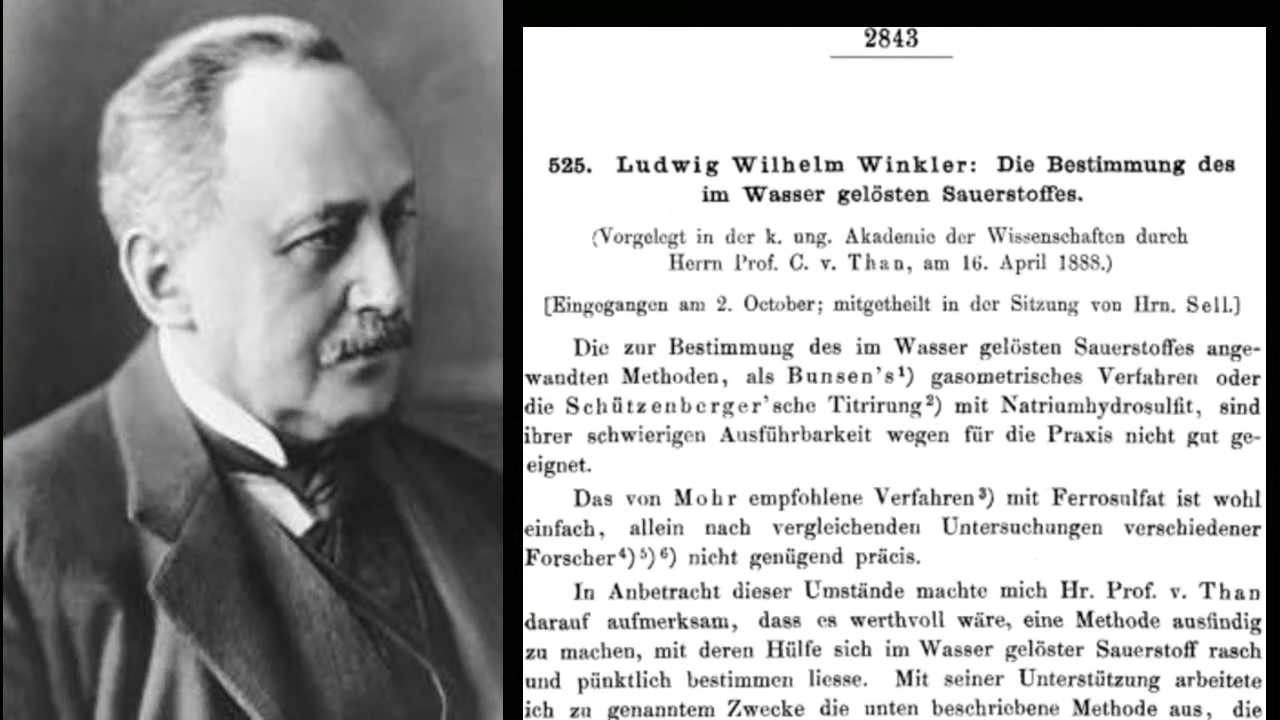 2843
525. Ludwig Wilhelm Winkler: Die Bestimmung des
im Wasser gelösten Sauerstoffes.
(Vorgelegt in der k. ung. Akademie der Wissenschaften durch
Herrn Prof. C. v. Than, am 16. April 1888.)
[Eingegangen am 2. October; mitgetheilt in der Sitzung von Hrn. Sell.]
Die zur Bestimmung des im Wasser gelösten Sauerstoffes ange-
wandten Methoden, als Bunsen's¹) gasometrisches Verfahren oder
die Schützenberger'sche Titrirung²) mit Natriumhydrosulfit, sind
ihrer schwierigen Ausführbarkeit wegen für die Praxis nicht gut ge-
eignet.
Das von Mohr empfohlene Verfahren³) mit Ferrosulfat ist wohl
einfach, allein nach vergleichenden Untersuchungen verschiedener
Forscher⁴)⁵)⁶) nicht genügend präcis.
In Anbetracht dieser Umstände machte mich Hr. Prof. v. Than
darauf aufmerksam, dass es werthvoll wäre, eine Methode ausfindig
zu machen, mit deren Hülfe sich im Wasser gelöster Sauerstoff rasch
und pünktlich bestimmen liesse. Mit seiner Unterstützung arbeitete
ich zu genanntem Zwecke die unten beschriebene Methode aus, die